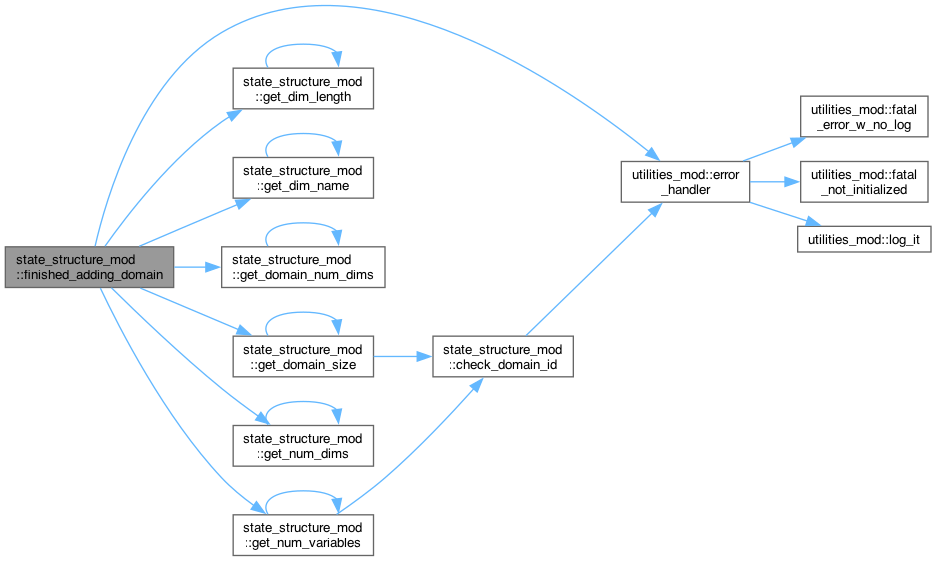 state_structure_mod
::finished_adding_domain
state_structure_mod
::get_dim_length
state_structure_mod
::get_dim_name
state_structure_mod
::get_domain_num_dims
state_structure_mod
::get_domain_size
state_structure_mod
::get_num_dims
state_structure_mod
::get_num_variables
state_structure_mod
::check_domain_id
utilities_mod::error
_handler
utilities_mod::fatal
_error_w_no_log
utilities_mod::fatal
_not_initialized
utilities_mod::log_it